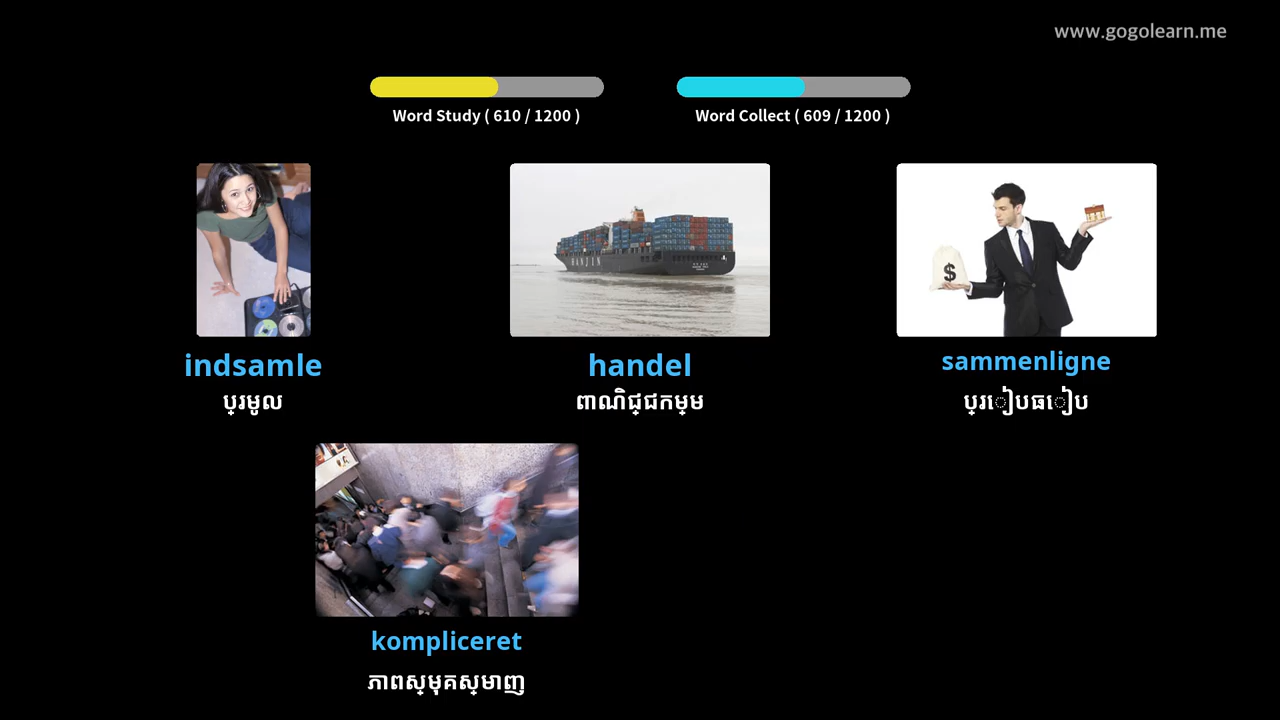 www.gogolearn.me
Word Study ( 610 / 1200 )
Word Collect ( 609 / 1200 )
HANJIN
$
indsamle
handel
sammenligne
ប្រមូល
ពាណិជ្ជកម្ម
ប្រៀបធៀប
kompliceret
ភាពស្មុគស្មាញ